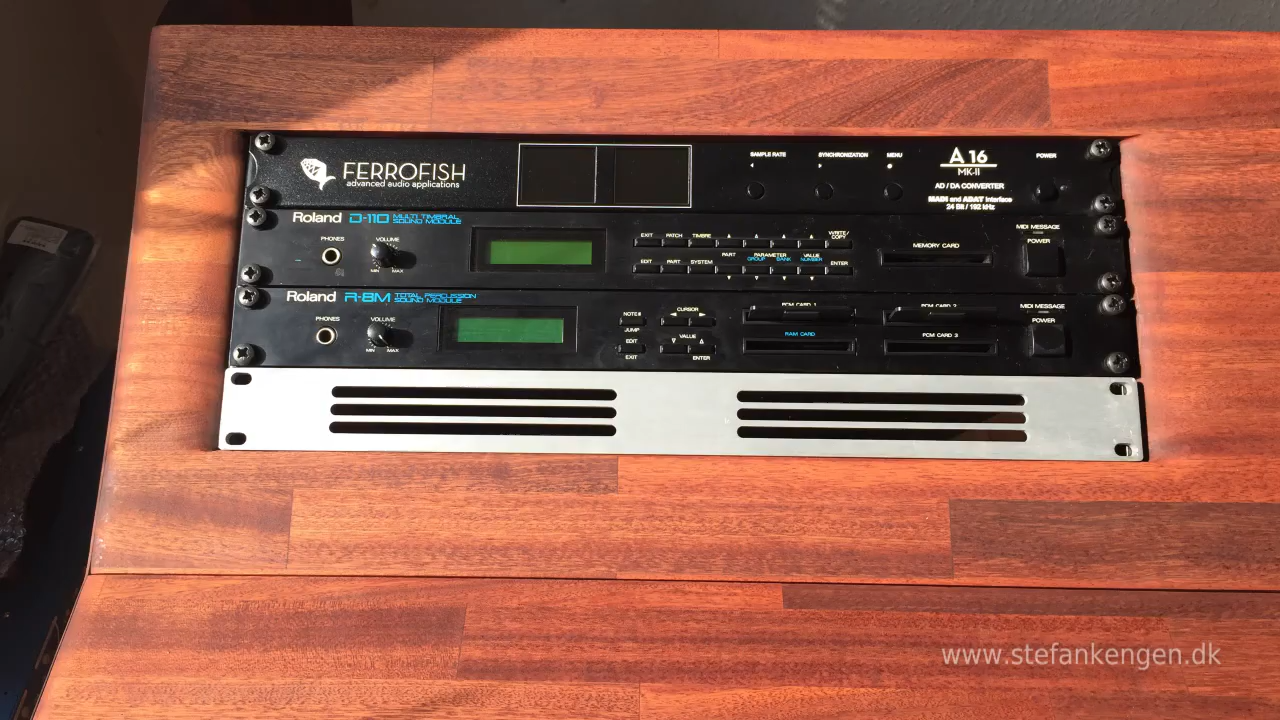 FERROFISH
advanced audio applications
SAMPLE RATE
SYNCHRONIZATION
MENU
A 16
MK-II
AD / DA CONVERTER
MADI and ADAT Interface
24 Bit / 192 kHz
POWER
Roland D-110 MULTI TIMBRAL
SOUND MODULE
PHONES
VOLUME
MIN MAX
EXIT PATCH TIMBRE
WRITE/
COPY
EDIT PART SYSTEM
PART
PARAMETER
GROUP BANK
VALUE
NUMBER
ENTER
MEMORY CARD
MIDI MESSAGE
POWER
Roland R-8M TOTAL PERCUSSION
SOUND MODULE
PHONES
VOLUME
MIN MAX
NOTE#
CURSOR
JUMP
EDIT
VALUE
EXIT
ENTER
PCM CARD 1
PCM CARD 2
RAM CARD
PCM CARD 3
MIDI MESSAGE
POWER
www.stefankengen.dk